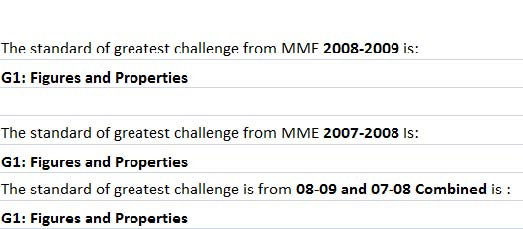 The standard of greatest challenge from MMF 2008-2009 is:
G1: Figures and Properties
The standard of greatest challenge from MME 2007-2008 Is:
G1: Figures and Properties
The standard of greatest challenge is from 08-09 and 07-08 Combined is :
G1: Figures and Properties